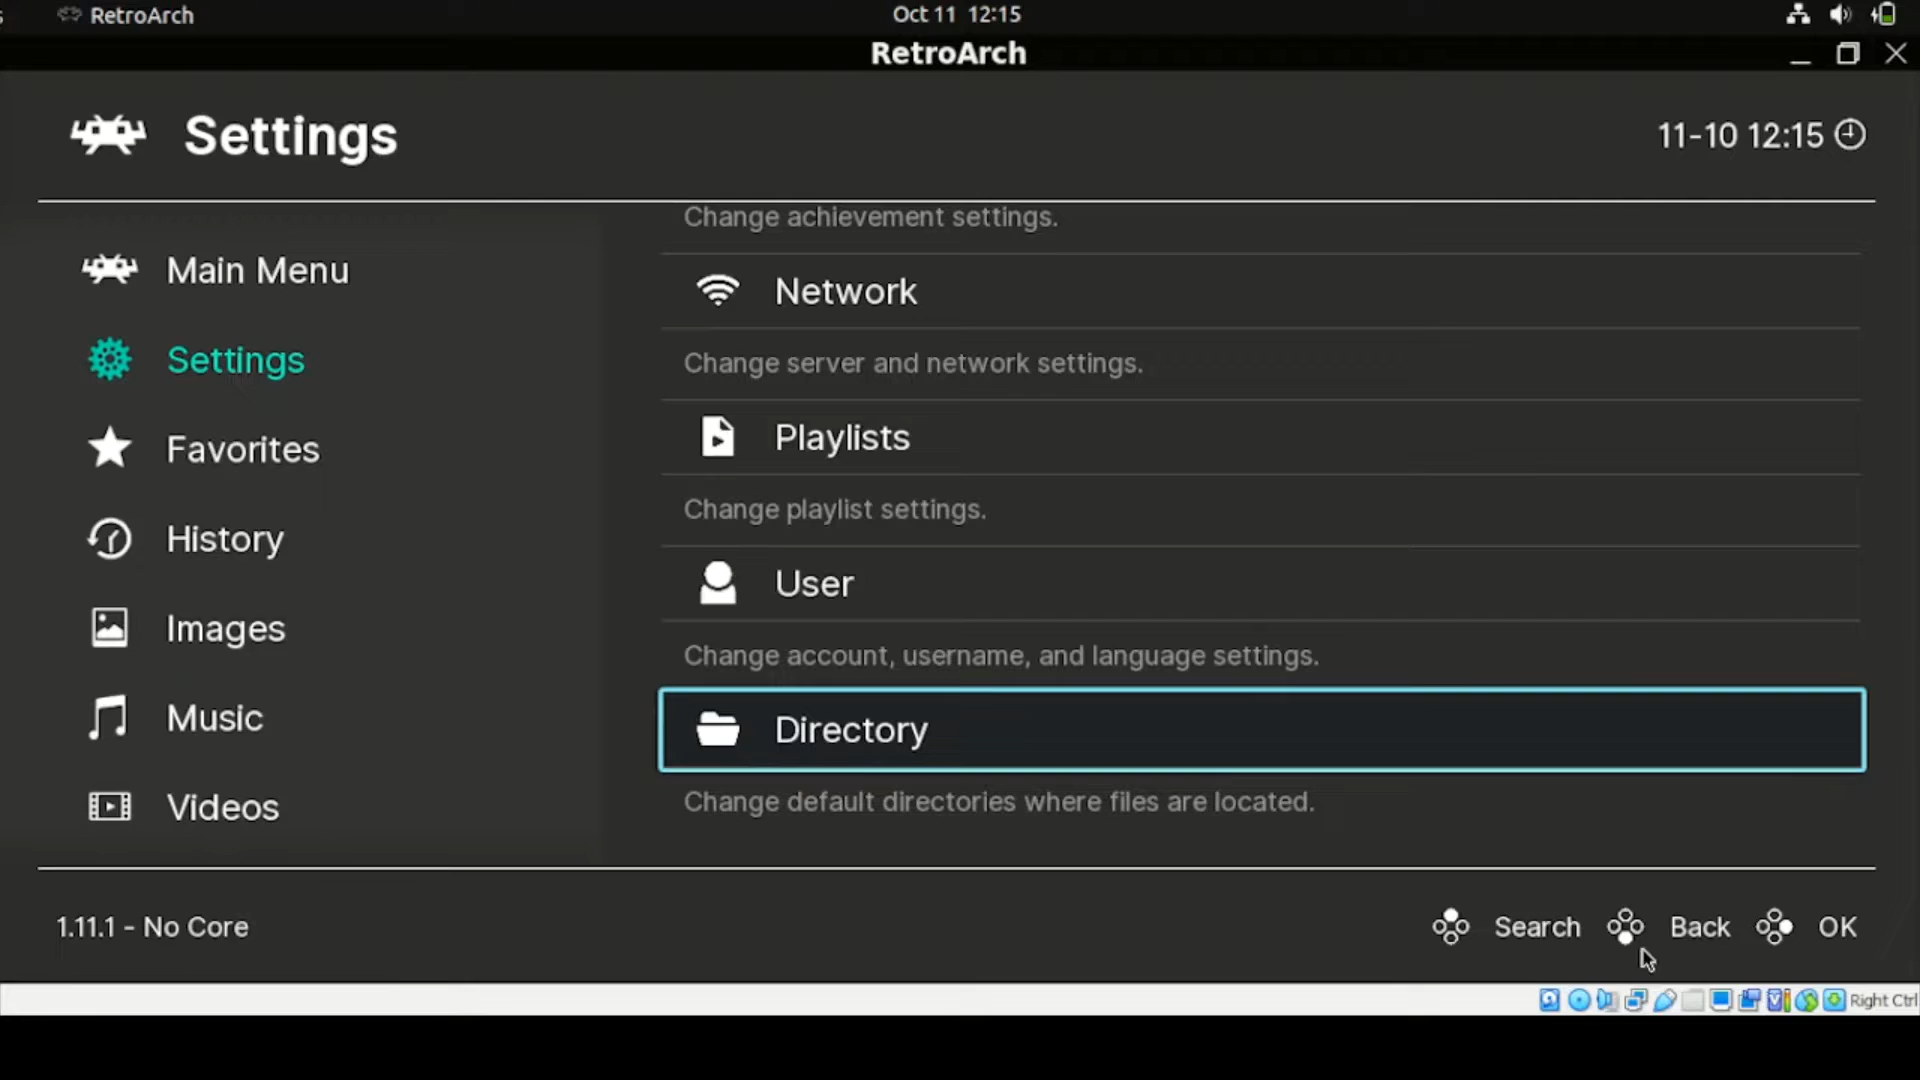 RetroArch
Oct 11 12:15
RetroArch
Settings
11-10 12:15
Main Menu
Settings
Favorites
History
Images
Music
Videos
Change achievement settings.
Network
Change server and network settings.
Playlists
Change playlist settings.
User
Change account, username, and language settings.
Directory
Change default directories where files are located.
1.11.1 - No Core
Search
Back
OK
Right Ctrl